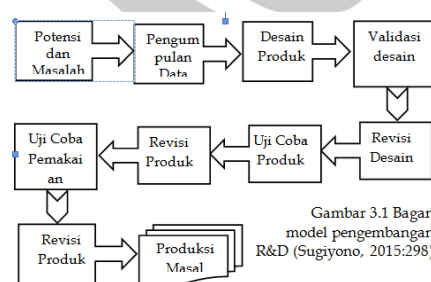 Potensi
dan
Masalah
Pengum
pulan
Data
Desain
Produk
Validasi
desain
Revisi
Desain
Uji Coba
Produk
Revisi
Produk
Uji Coba
Pemakai
an
Revisi
Produk
Produksi
Masal
Gambar 3.1 Bagan
model pengembangan
R&D (Sugiyono, 2015:298)